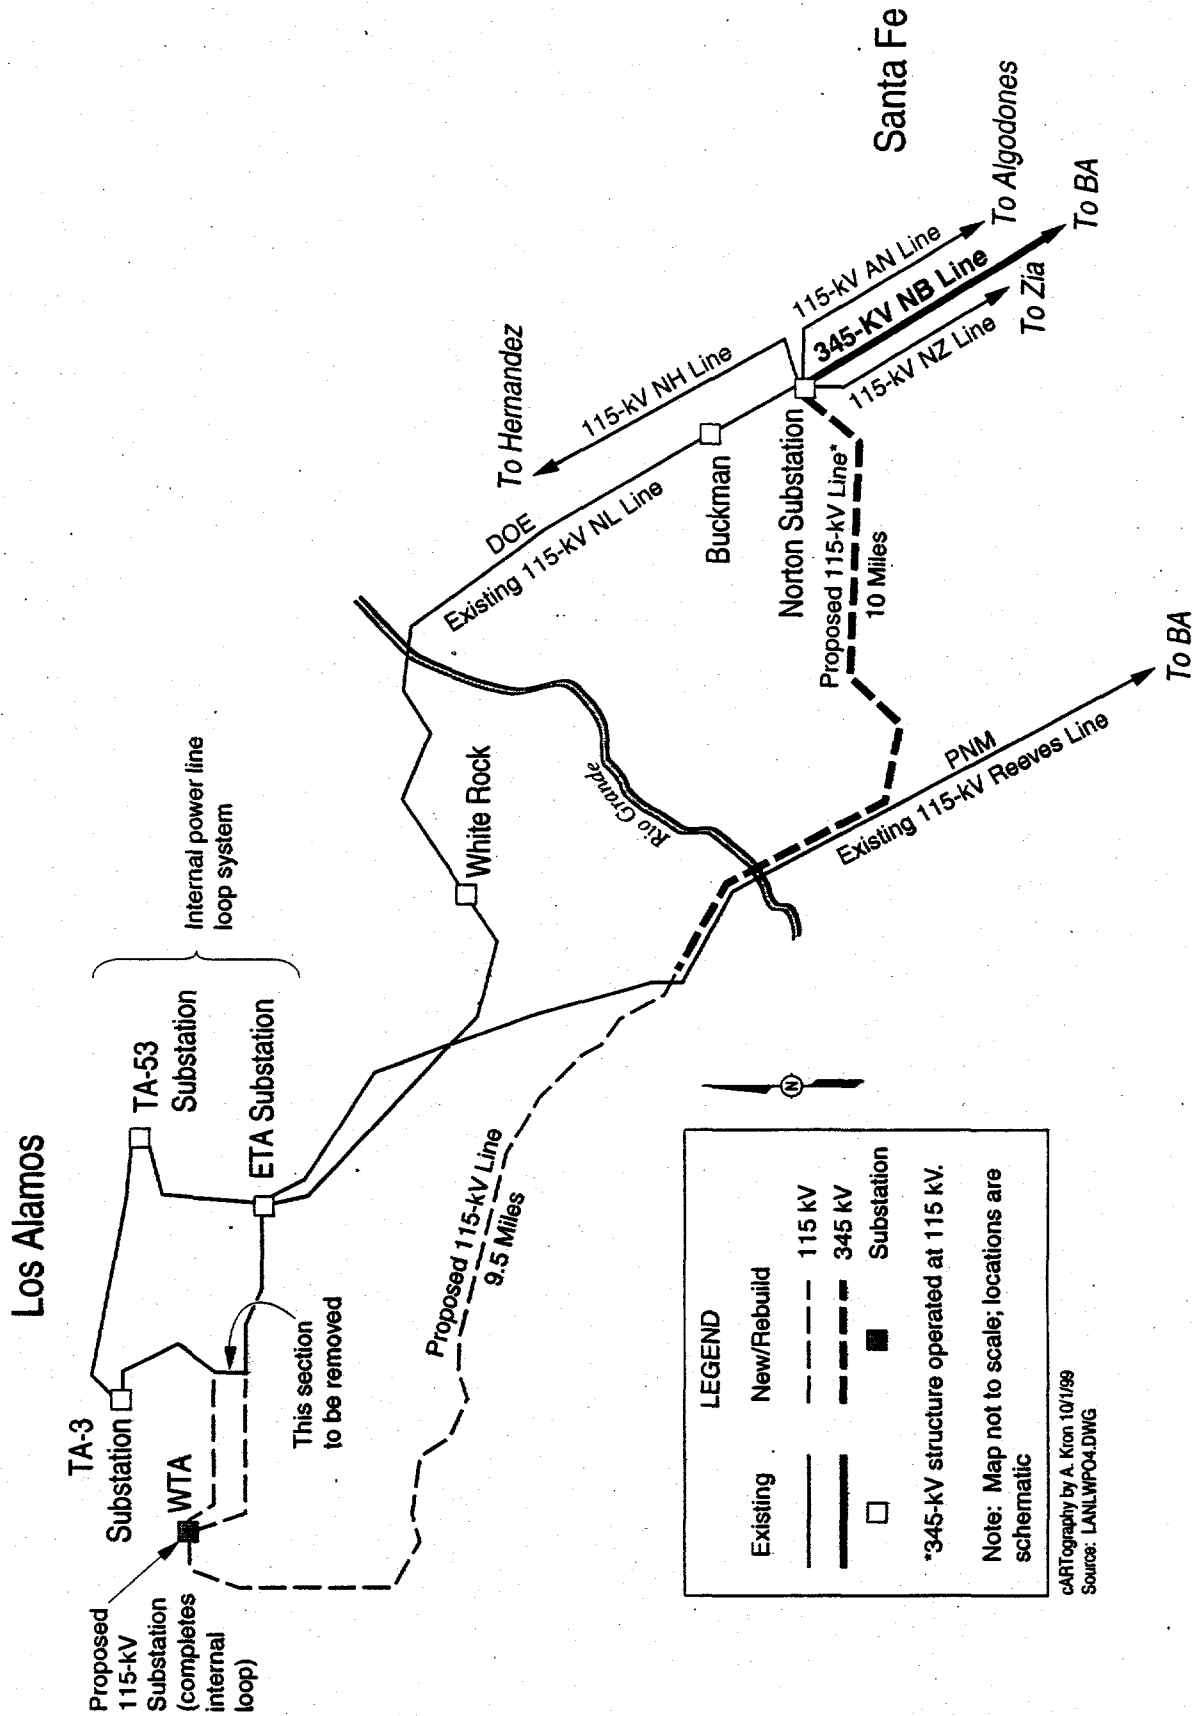 Los Alamos
TA-3
Substation
TA-53
Substation
Internal power line
loop system
Proposed
115-kV
Substation
(completes
internal
loop)
WTA
ETA Substation
This section
to be removed
White Rock
To Hernandez
115-kV NH Line
DOE
Existing 115-kV NL Line
Buckman
Norton Substation
Rio Grande
Proposed 115-kV Line
9.5 Miles
Proposed 115-kV Line*
10 Miles
115-kV AN Line
345-KV NB Line
115-kV NZ Line
Santa Fe
To Algodones
To BA
To Zia
PNM
Existing 115-kV Reeves Line
To BA
N
LEGEND
Existing New/Rebuild
115 kV
345 kV
Substation
*345-kV structure operated at 115 kV.
Note: Map not to scale; locations are
schematic
cARTography by A. Kron 10/1/99
Source: LANLWPO4.DWG